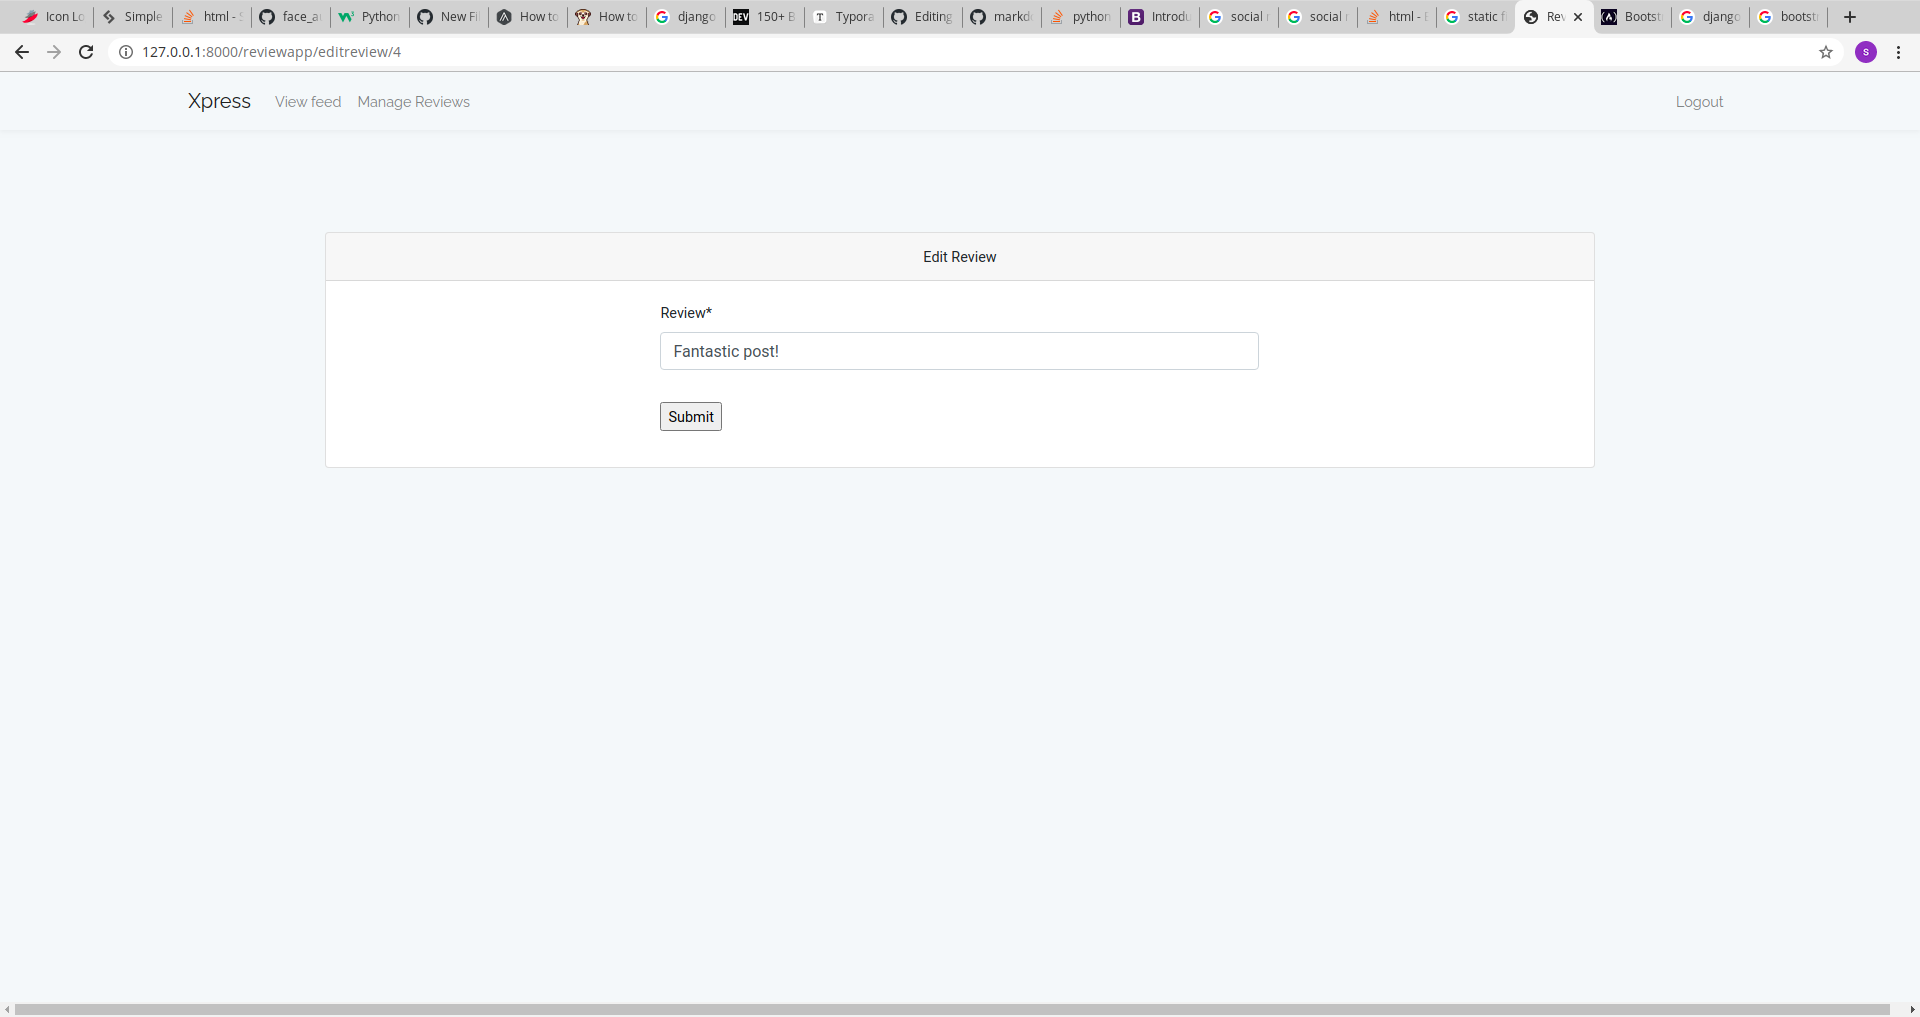 Icon Lo
Simple
html - S
face_a
Python
New Fi
How to
How to
django
150+ B
Typora
Editing
markd
python
Introdu
social
social
html - E
static f
Rev
Bootst
django
boots
127.0.0.1:8000/reviewapp/editreview/4
s
Xpress View feed Manage Reviews Logout
Edit Review
Review*
Fantastic post!
Submit